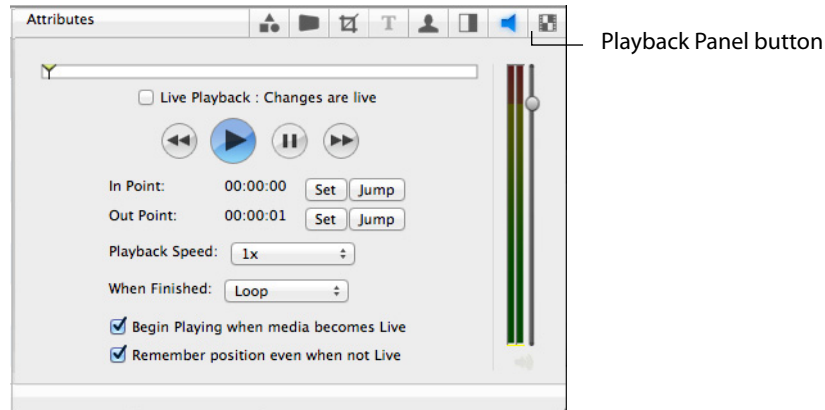 Attributes
T
Playback Panel button
Live Playback : Changes are live
In Point: 00:00:00 Set Jump
Out Point: 00:00:01 Set Jump
Playback Speed: 1x
When Finished: Loop
Begin Playing when media becomes Live
Remember position even when not Live